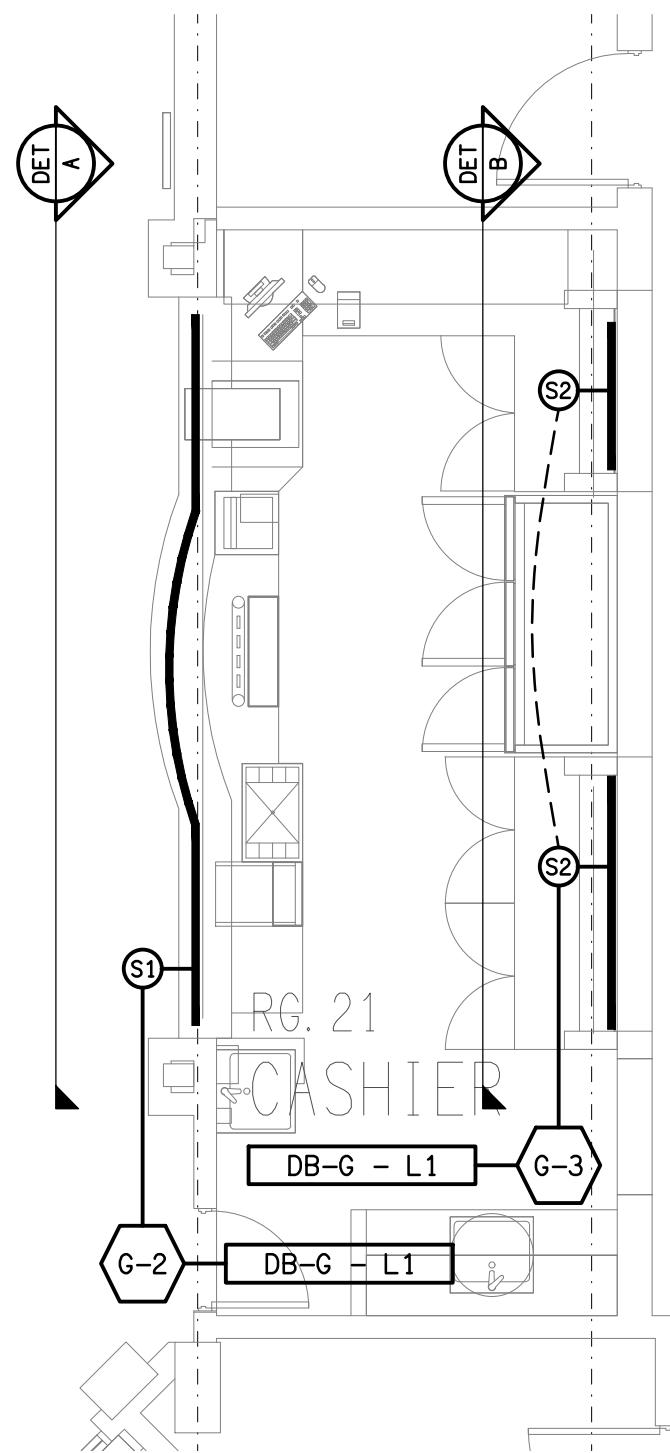 DET
A
DET
B
S2
S2
S1
RG. 21
CASHIER
DB-G - L1
G-3
G-2
DB-G - L1